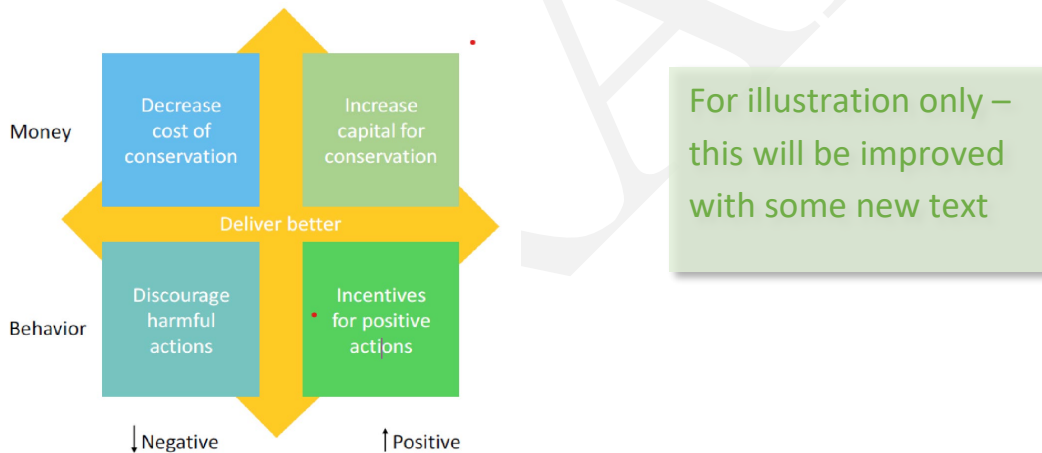 Money
Decrease
cost of
conservation
Increase
capital for
conservation
Deliver better
Behavior
Discourage
harmful
actions
Incentives
for positive
actions
↓ Negative
↑ Positive
For illustration only –
this will be improved
with some new text